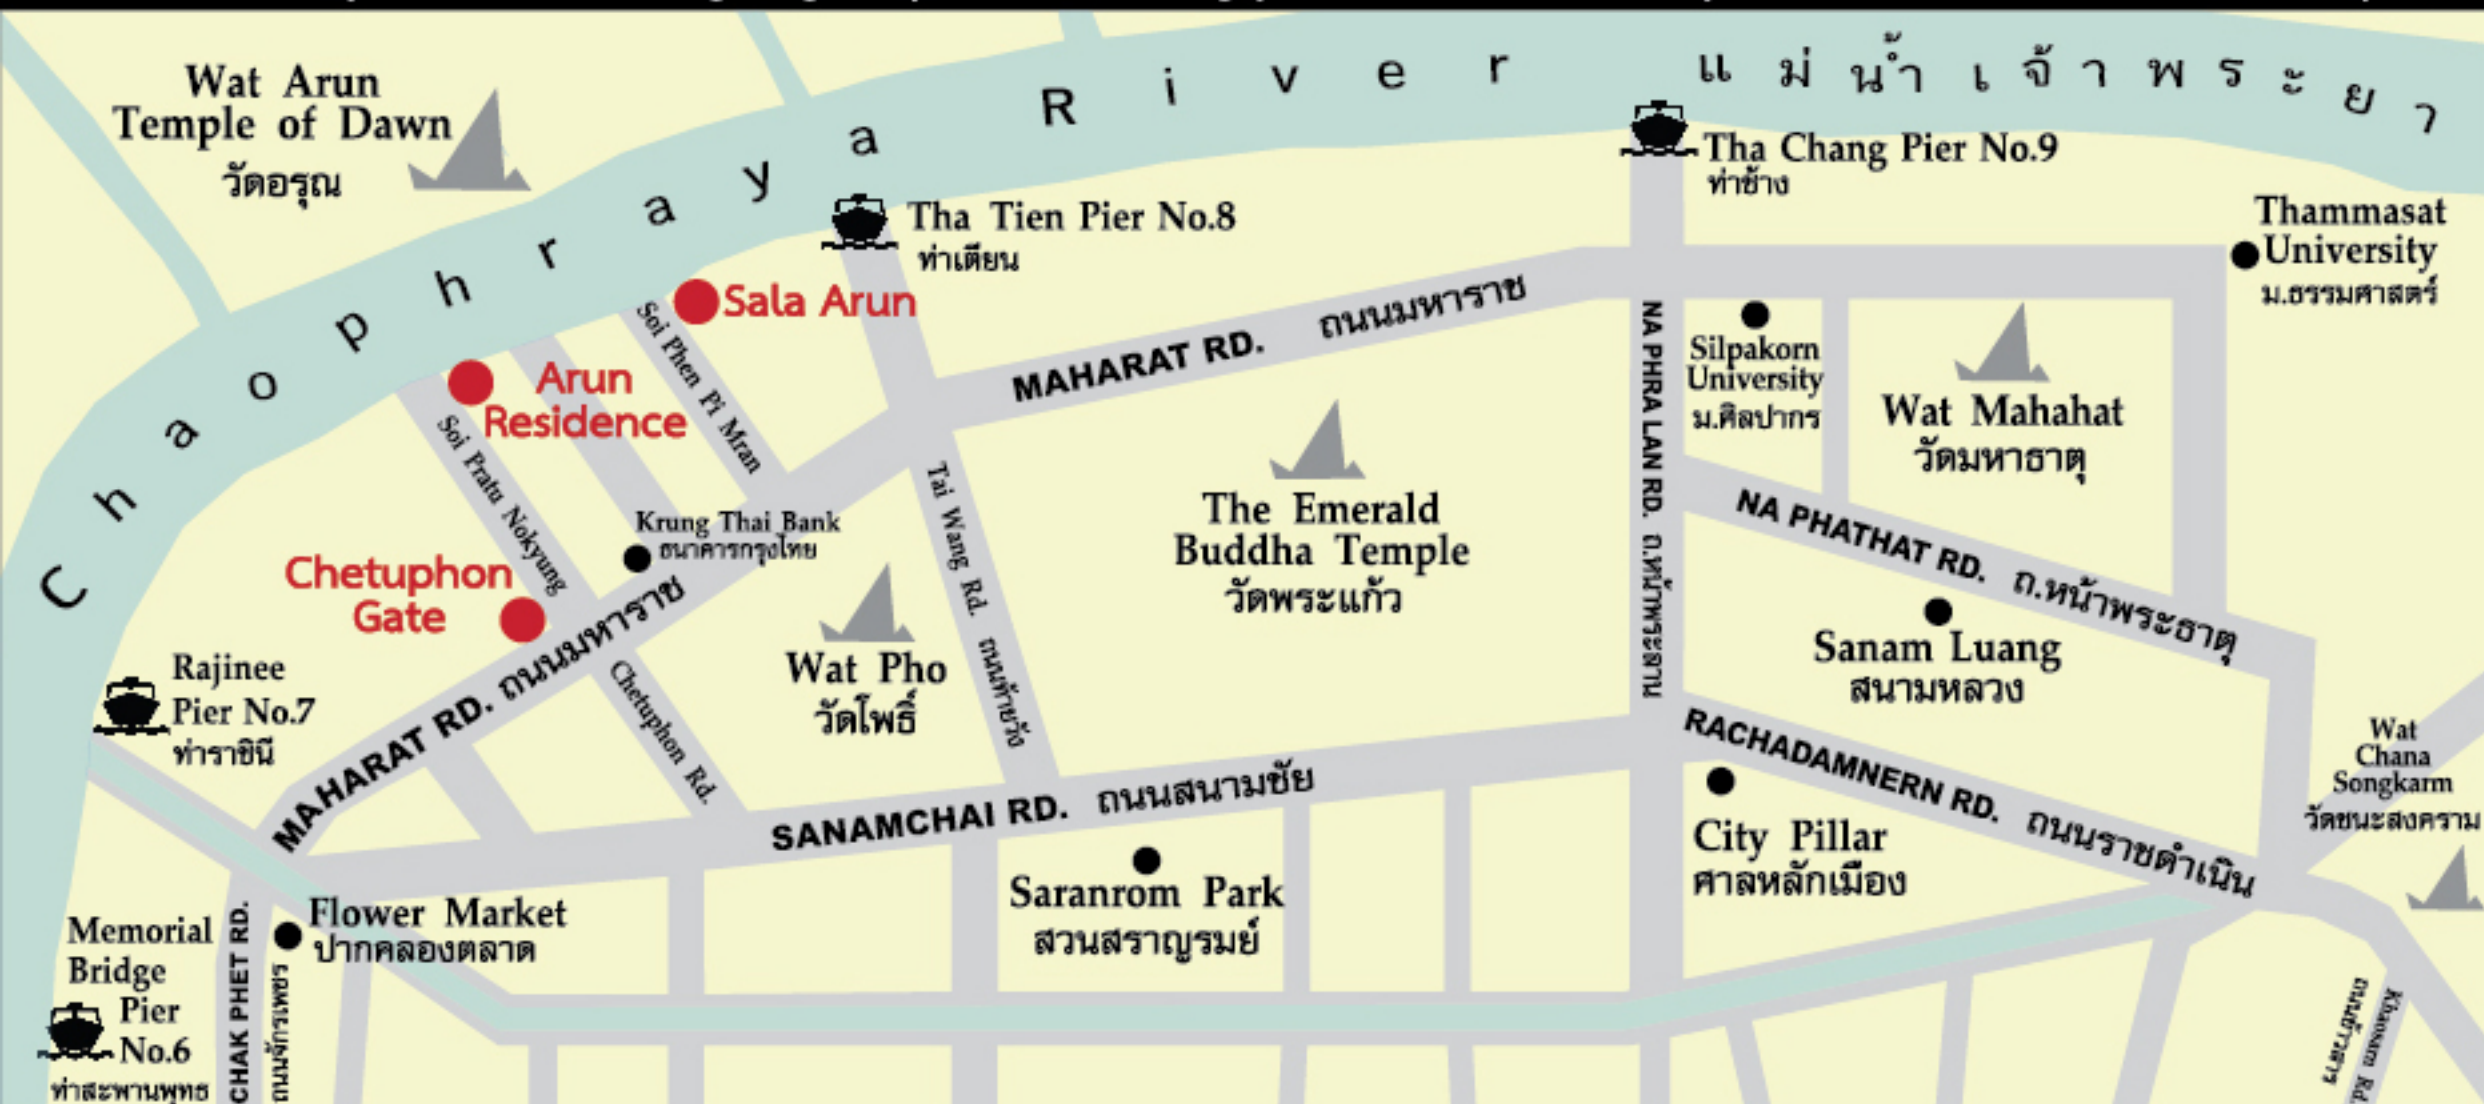 Chaophraya River แม่น้ำเจ้าพระยา
Wat Arun
Temple of Dawn
วัดอรุณ
Tha Tien Pier No.8
ท่าเตียน
Tha Chang Pier No.9
ท่าช้าง
Thammasat
University
ม.ธรรมศาสตร์
Sala Arun
Soi Phen Pi Mran
Arun
Residence
Soi Pratu Nokyung
MAHARAT RD. ถนนมหาราช
NA PHRA LAN RD. ถ.หน้าพระลาน
Silpakorn
University
ม.ศิลปากร
Wat Mahahat
วัดมหาธาตุ
The Emerald
Buddha Temple
วัดพระแก้ว
Tai Wang Rd. ถนนท้ายวัง
NA PHATHAT RD. ถ.หน้าพระธาตุ
Krung Thai Bank
ธนาคารกรุงไทย
Chetuphon
Gate
MAHARAT RD. ถนนมหาราช
Wat Pho
วัดโพธิ์
Chetuphon Rd.
Sanam Luang
สนามหลวง
Rajinee
Pier No.7
ท่าราชินี
SANAMCHAI RD. ถนนสนามชัย
RACHADAMNERN RD. ถนนราชดำเนิน
Wat
Chana
Songkarm
วัดชนะสงคราม
City Pillar
ศาลหลักเมือง
Saranrom Park
สวนสราญรมย์
Flower Market
ปากคลองตลาด
Memorial
Bridge
Pier
No.6
ท่าสะพานพุทธ
CHAK PHET RD.
ถนนจักรเพชร
Khaosarn Rd